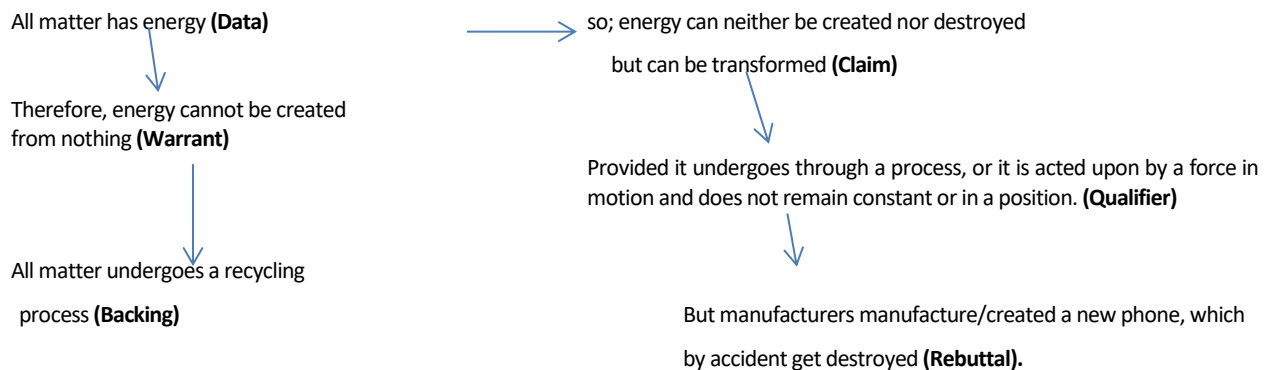 All matter has energy (Data)
so; energy can neither be created nor destroyed
but can be transformed (Claim)
Therefore, energy cannot be created
from nothing (Warrant)
Provided it undergoes through a process, or it is acted upon by a force in
motion and does not remain constant or in a position. (Qualifier)
All matter undergoes a recycling
process (Backing)
But manufacturers manufacture/created a new phone, which
by accident get destroyed (Rebuttal).